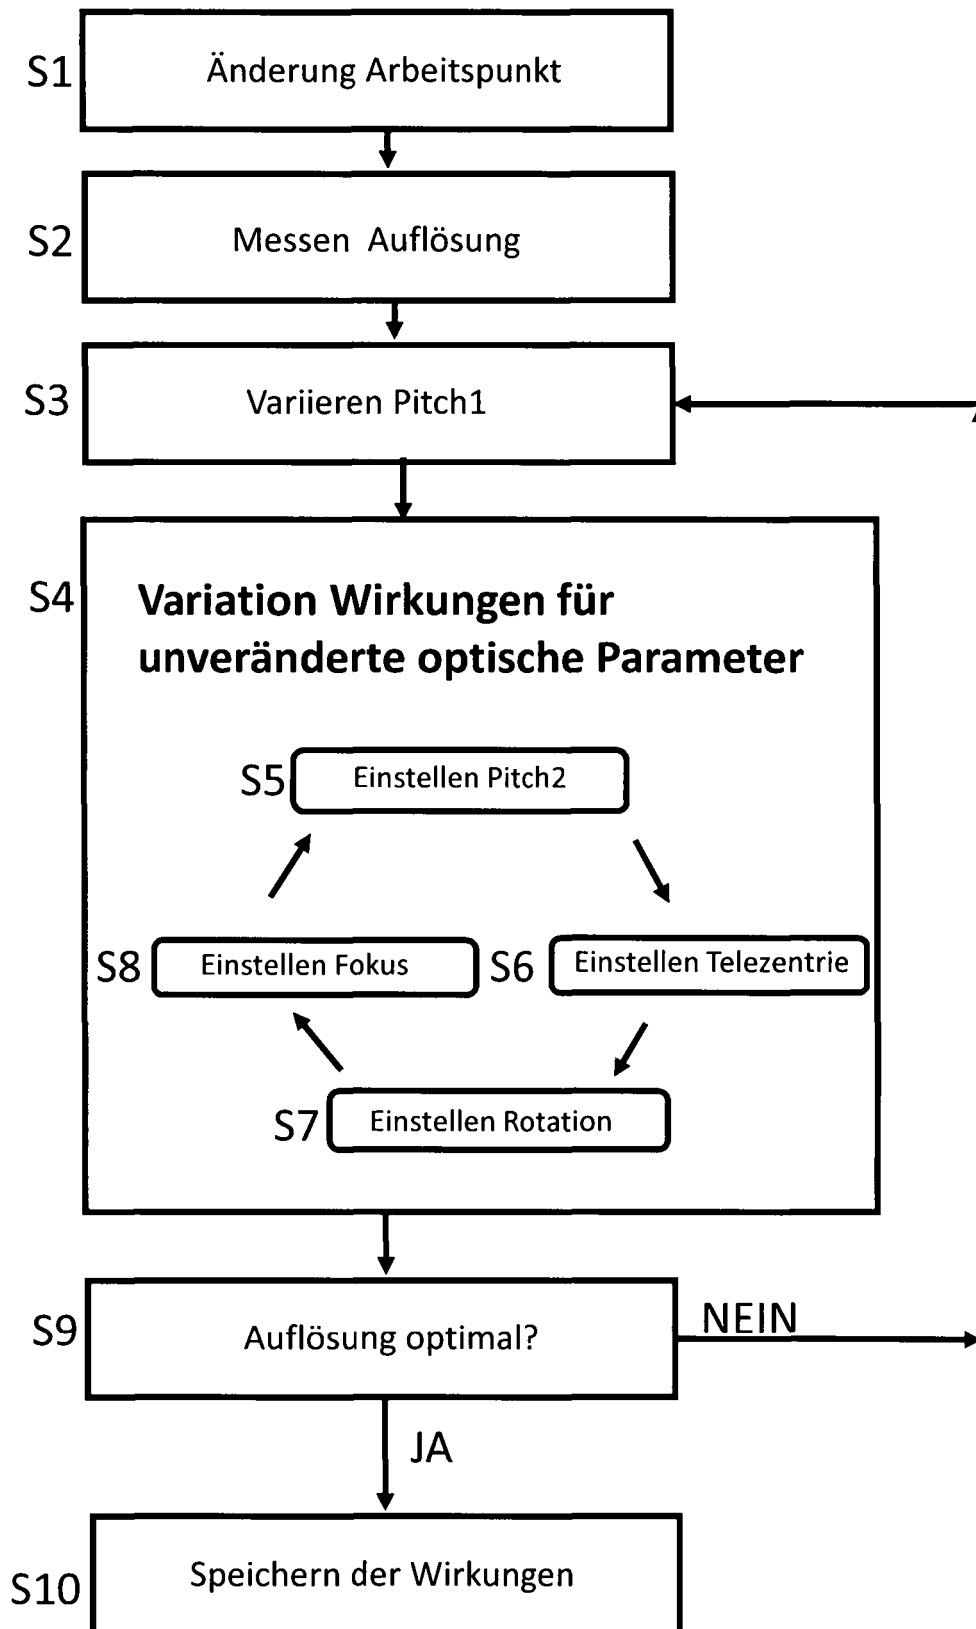 S1
Änderung Arbeitspunkt
S2
Messen Auflösung
S3
Variieren Pitch1
S4
Variation Wirkungen für
unveränderte optische Parameter
S5
Einstellen Pitch2
S8
Einstellen Fokus
S6
Einstellen Telezentrie
S7
Einstellen Rotation
S9
Auflösung optimal?
NEIN
JA
S10
Speichern der Wirkungen